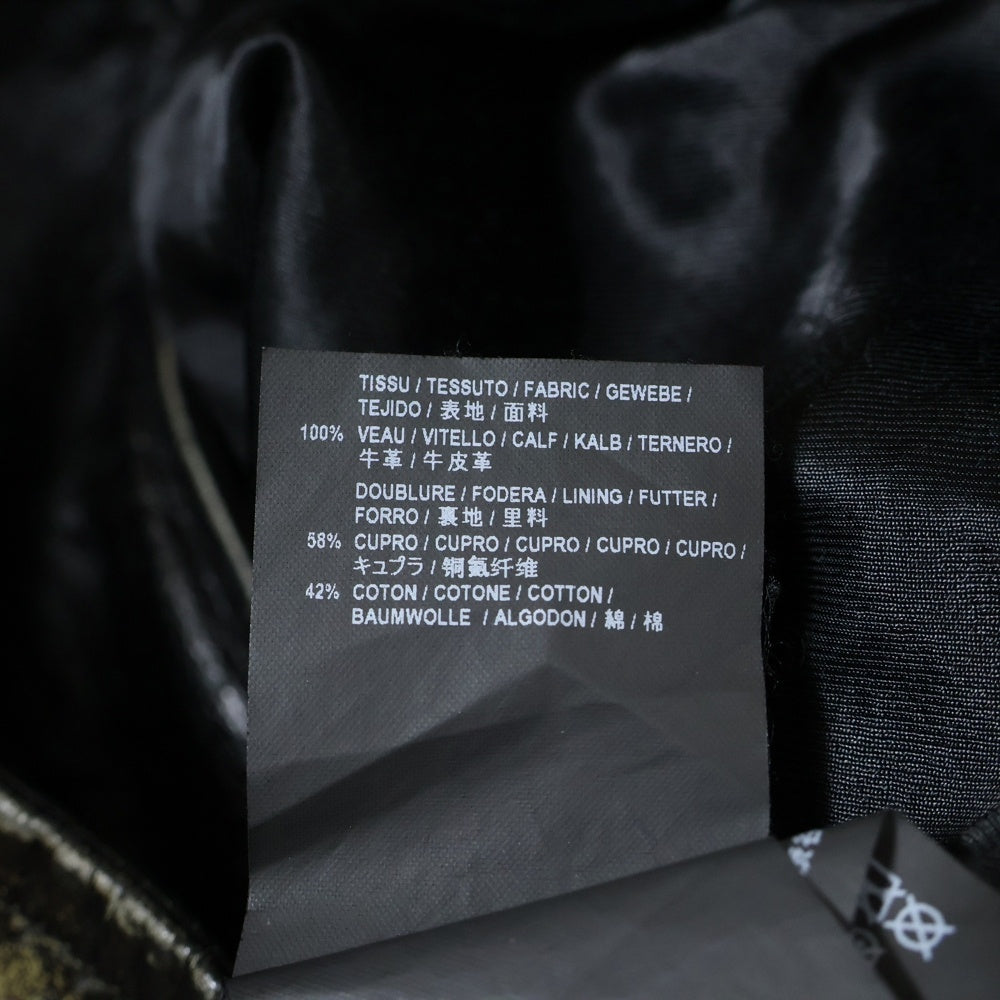 TISSU / TESSUTO / FABRIC / GEWEBE /
TEJIDO / 表地 / 面料
100% VEAU / VITELLO / CALF / KALB / TERNERO /
牛革 / 牛皮革
DOUBLURE / FODERA / LINING / FUTTER /
FORRO / 裏地 / 里料
58% CUPRO / CUPRO / CUPRO / CUPRO / CUPRO /
キュプラ / 铜氨纤维
42% COTON / COTONE / COTTON /
BAUMWOLLE / ALGODON / 綿 / 棉